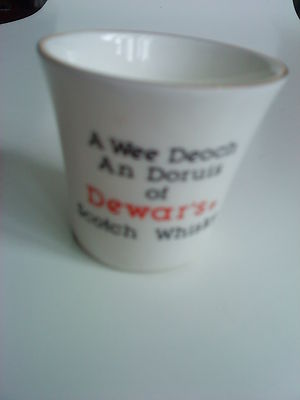 A Wee Deoch
An Doruis
of
Dewar's
Scotch Whisky